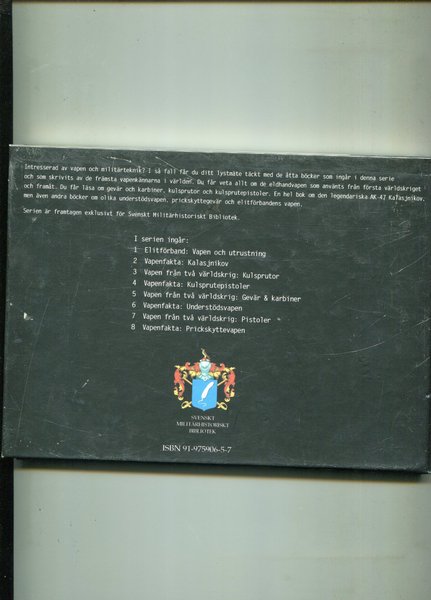 Intresserad av vapen och militärteknik? I så fall får du ditt lystmäte täckt med de åtta böcker som ingår i denna serie
och som skrivits av de främsta vapenkännarna i världen. Du får veta allt om de eldhandvapen som använts från första världskriget
och framåt. Du får läsa om gevär och karbiner, kulsprutor och kulsprutepistoler. En hel bok om den legendariska AK 47 Kalasjnikov,
men även andra böcker om olika understödsvapen, prickskyttegevär och elitförbandens vapen.
Serien är framtagen exklusivt för Svenskt Militärhistoriskt Bibliotek.
I serien ingår:
1 Elitförband: Vapen och utrustning
2 Vapenfakta: Kalasjnikov
3 Vapen från två världskrig: Kulsprutor
4 Vapenfakta: Kulsprutepistoler
5 Vapen från två världskrig: Gevär & karbiner
6 Vapenfakta: Understödsvapen
7 Vapen från två världskrig: Pistoler
8 Vapenfakta: Prickskyttevapen
SVENSKT
MILITÄRHISTORISKT
BIBLIOTEK
ISBN 91-975906-5-7